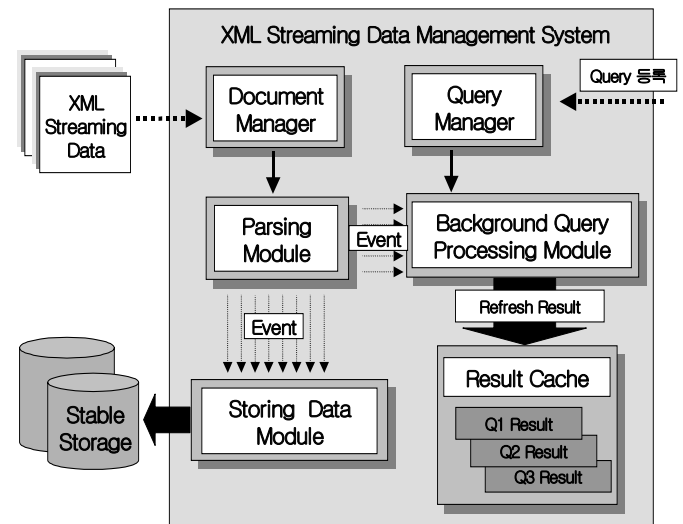 XML Streaming Data Management System
Query 등록
XML
Streaming
Data
Document
Manager
Query
Manager
Parsing
Module
Event
Background Query
Processing Module
Refresh Result
Event
Result Cache
Stable
Storage
Storing Data
Module
Q1 Result
Q2 Result
Q3 Result